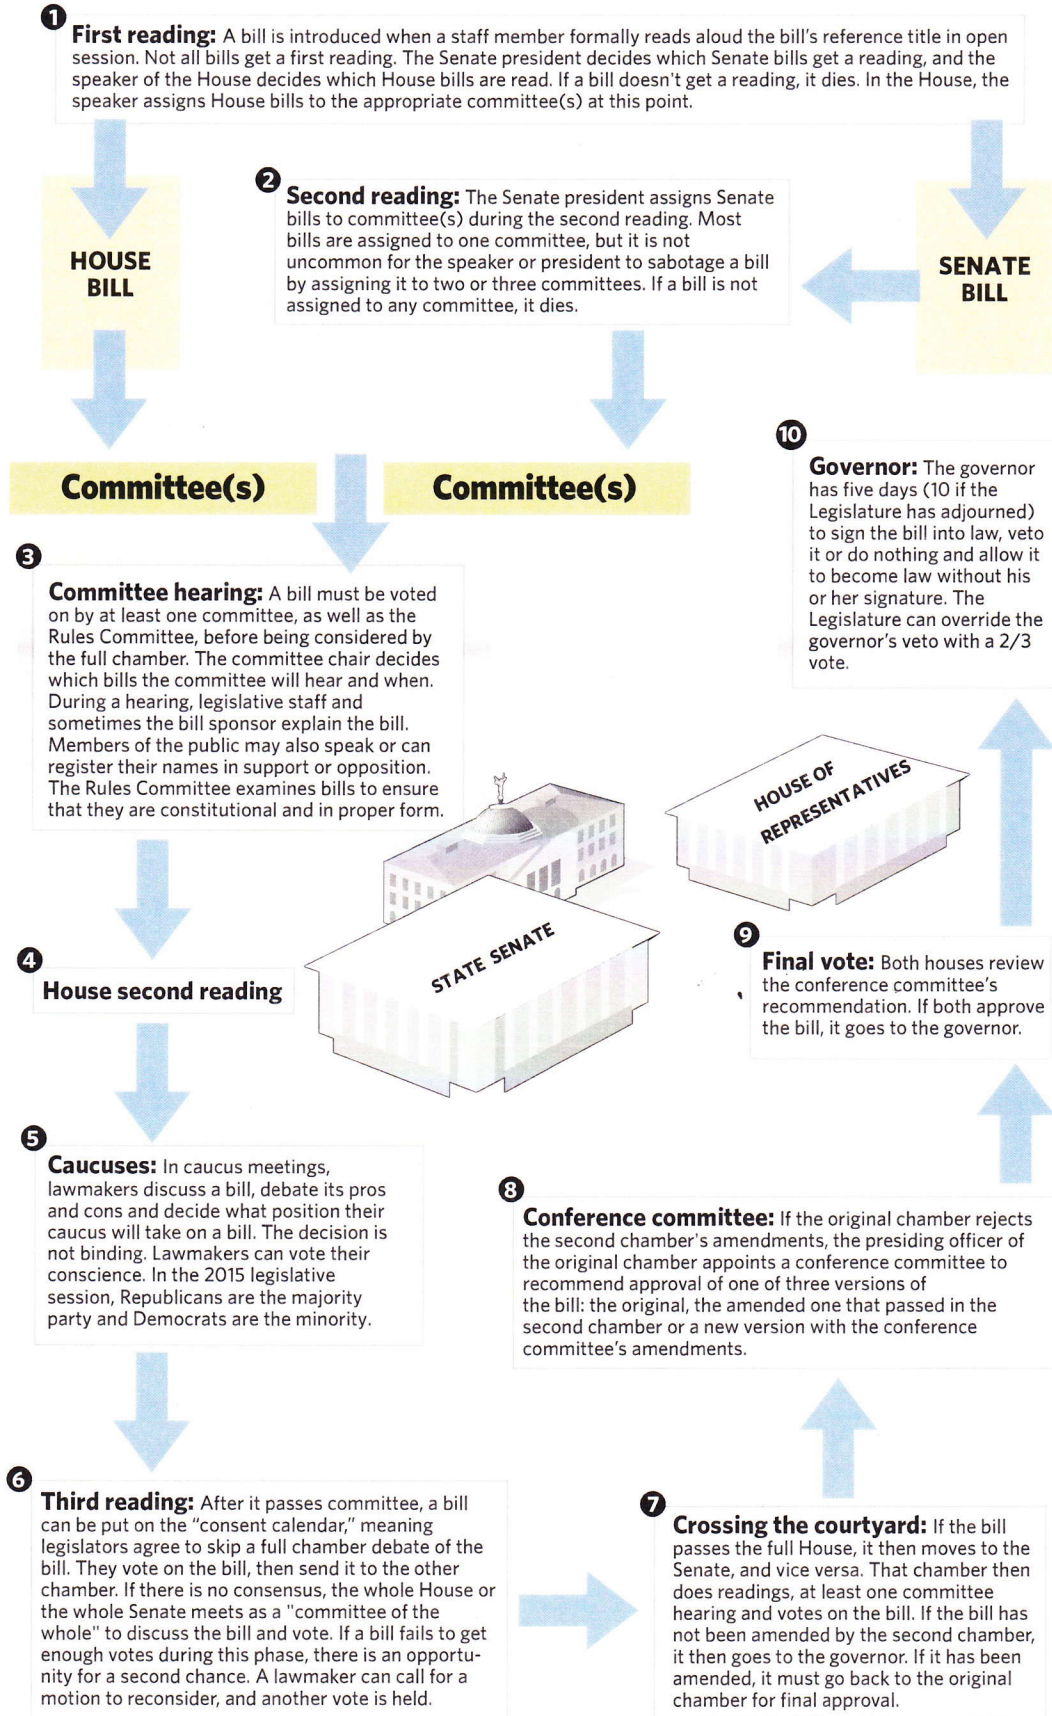 1
First reading: A bill is introduced when a staff member formally reads aloud the bill's reference title in open
session. Not all bills get a first reading. The Senate president decides which Senate bills get a reading, and the
speaker of the House decides which House bills are read. If a bill doesn't get a reading, it dies. In the House, the
speaker assigns House bills to the appropriate committee(s) at this point.
HOUSE
BILL
2
Second reading: The Senate president assigns Senate
bills to committee(s) during the second reading. Most
bills are assigned to one committee, but it is not
uncommon for the speaker or president to sabotage a bill
by assigning it to two or three committees. If a bill is not
assigned to any committee, it dies.
SENATE
BILL
Committee(s)
Committee(s)
3
Committee hearing: A bill must be voted
on by at least one committee, as well as the
Rules Committee, before being considered by
the full chamber. The committee chair decides
which bills the committee will hear and when.
During a hearing, legislative staff and
sometimes the bill sponsor explain the bill.
Members of the public may also speak or can
register their names in support or opposition.
The Rules Committee examines bills to ensure
that they are constitutional and in proper form.
4
House second reading
5
Caucuses: In caucus meetings,
lawmakers discuss a bill, debate its pros
and cons and decide what position their
caucus will take on a bill. The decision is
not binding. Lawmakers can vote their
conscience. In the 2015 legislative
session, Republicans are the majority
party and Democrats are the minority.
6
Third reading: After it passes committee, a bill
can be put on the “consent calendar,” meaning
legislators agree to skip a full chamber debate of the
bill. They vote on the bill, then send it to the other
chamber. If there is no consensus, the whole House or
the whole Senate meets as a "committee of the
whole" to discuss the bill and vote. If a bill fails to get
enough votes during this phase, there is an opportu-
nity for a second chance. A lawmaker can call for a
motion to reconsider, and another vote is held.
7
Crossing the courtyard: If the bill
passes the full House, it then moves to the
Senate, and vice versa. That chamber then
does readings, at least one committee
hearing and votes on the bill. If the bill has
not been amended by the second chamber,
it then goes to the governor. If it has been
amended, it must go back to the original
chamber for final approval.
8
Conference committee: If the original chamber rejects
the second chamber's amendments, the presiding officer of
the original chamber appoints a conference committee to
recommend approval of one of three versions of
the bill: the original, the amended one that passed in the
second chamber or a new version with the conference
committee's amendments.
9
Final vote: Both houses review
the conference committee's
recommendation. If both approve
the bill, it goes to the governor.
10
Governor: The governor
has five days (10 if the
Legislature has adjourned)
to sign the bill into law, veto
it or do nothing and allow it
to become law without his
or her signature. The
Legislature can override the
governor's veto with a 2/3
vote.
STATE SENATE
HOUSE OF
REPRESENTATIVES